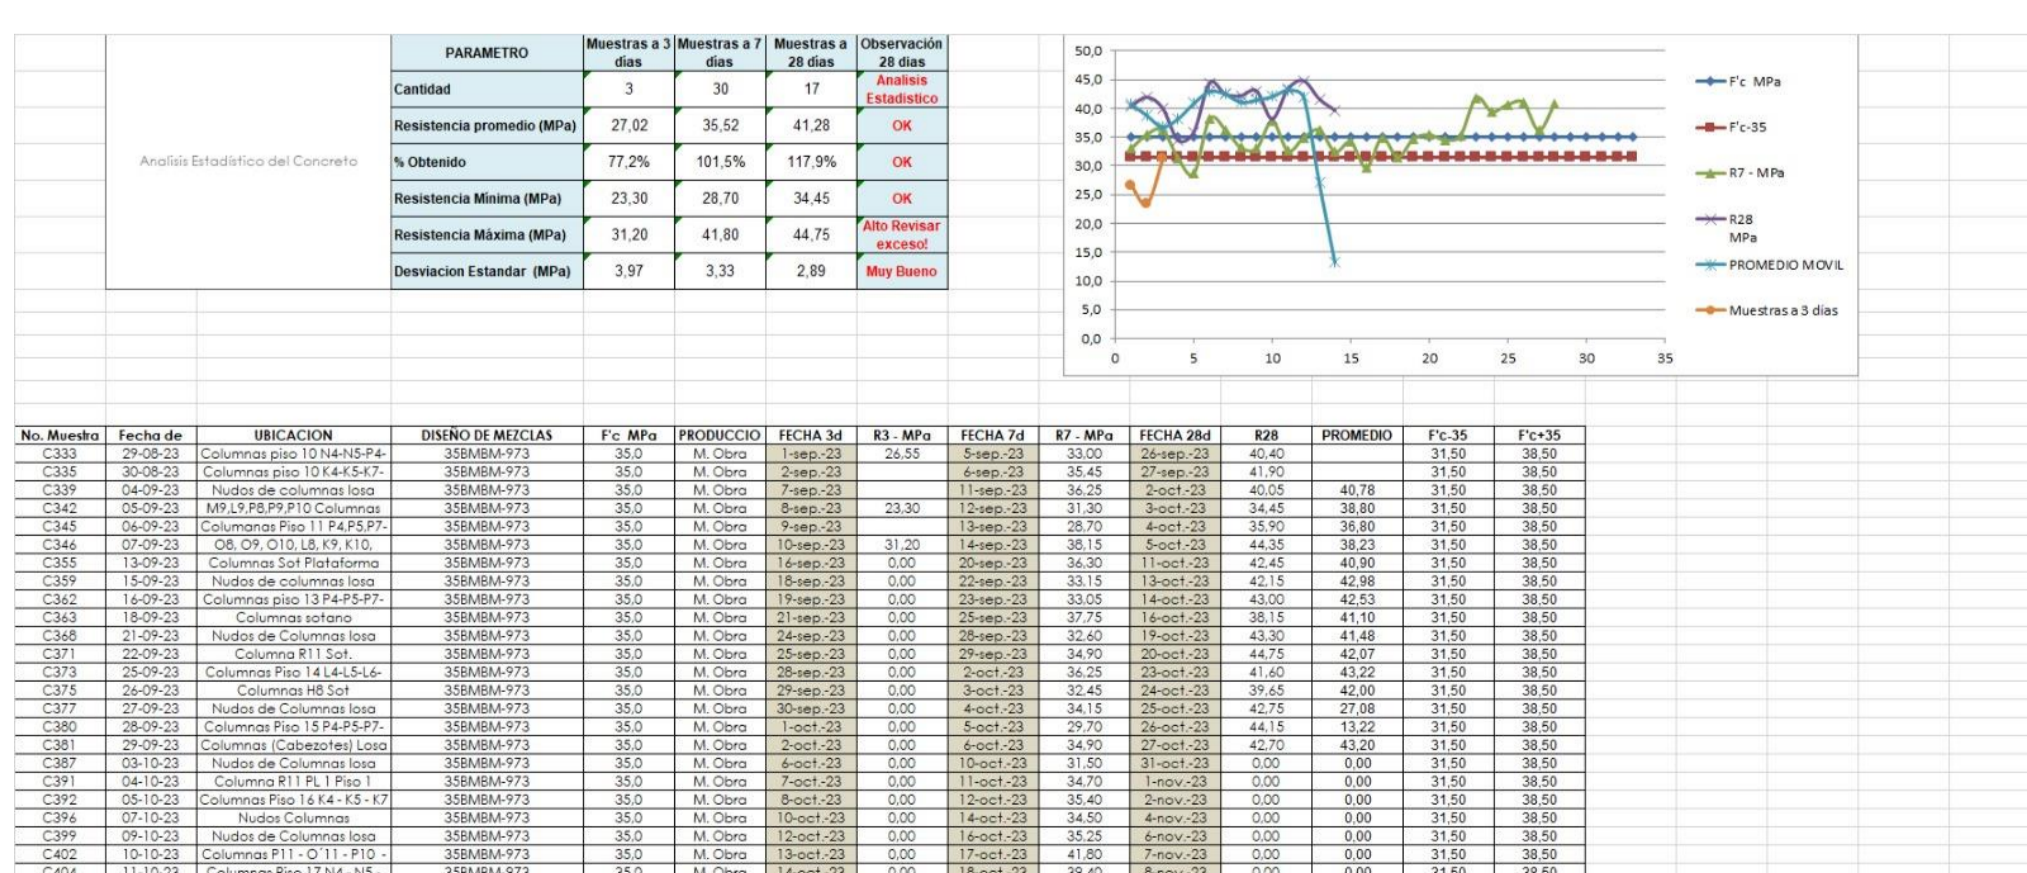 PARAMETRO Muestras a 3 días Muestras a 7 días Muestras a 28 días Observación 28 días
Cantidad 3 30 17 Analisis Estadistico
Resistencia promedio (MPa) 27,02 35,52 41,28 OK
Analisis Estadístico del Concreto
% Obtenido 77,2% 101,5% 117,9% OK
Resistencia Mínima (MPa) 23,30 28,70 34,45 OK
Resistencia Máxima (MPa) 31,20 41,80 44,75 Alto Revisar exceso!
Desviacion Estandar (MPa) 3,97 3,33 2,89 Muy Bueno
50,0
45,0
40,0
35,0
30,0
25,0
20,0
15,0
10,0
5,0
0,0
0 5 10 15 20 25 30 35
F'c MPa
F'c-35
R7 - MPa
R28
MPa
PROMEDIO MOVIL
Muestras a 3 días
No. Muestra Fecha de UBICACION DISEÑO DE MEZCLAS F'c MPa PRODUCCIO FECHA 3d R3 - MPa FECHA 7d R7 - MPa FECHA 28d R28 PROMEDIO F'c-35 F'c+35
C333 29-08-23 Columnas piso 10 N4-N5-P4- 35BMBM-973 35,0 M. Obra 1-sep.-23 26,55 5-sep.-23 33,00 26-sep.-23 40,40 31,50 38,50
C335 30-08-23 Columnas piso 10 K4-K5-K7- 35BMBM-973 35,0 M. Obra 2-sep.-23 6-sep.-23 35,45 27-sep.-23 41,90 31,50 38,50
C339 04-09-23 Nudos de columnas losa 35BMBM-973 35,0 M. Obra 7-sep.-23 11-sep.-23 36,25 2-oct.-23 40,05 40,78 31,50 38,50
C342 05-09-23 M9,L9,P8,P9,P10 Columnas 35BMBM-973 35,0 M. Obra 8-sep.-23 23,30 12-sep.-23 31,30 3-oct.-23 34,45 38,80 31,50 38,50
C345 06-09-23 Columanas Piso 11 P4,P5,P7- 35BMBM-973 35,0 M. Obra 9-sep.-23 13-sep.-23 28,70 4-oct.-23 35,90 36,80 31,50 38,50
C346 07-09-23 O8, O9, O10, L8, K9, K10, 35BMBM-973 35,0 M. Obra 10-sep.-23 31,20 14-sep.-23 38,15 5-oct.-23 44,35 38,23 31,50 38,50
C355 13-09-23 Columnas Sot Plataforma 35BMBM-973 35,0 M. Obra 16-sep.-23 0,00 20-sep.-23 36,30 11-oct.-23 42,45 40,90 31,50 38,50
C359 15-09-23 Nudos de columnas losa 35BMBM-973 35,0 M. Obra 18-sep.-23 0,00 22-sep.-23 33,15 13-oct.-23 42,15 42,98 31,50 38,50
C362 16-09-23 Columnas piso 13 P4-P5-P7- 35BMBM-973 35,0 M. Obra 19-sep.-23 0,00 23-sep.-23 33,05 14-oct.-23 43,00 42,53 31,50 38,50
C363 18-09-23 Columnas sotano 35BMBM-973 35,0 M. Obra 21-sep.-23 0,00 25-sep.-23 37,75 16-oct.-23 38,15 41,10 31,50 38,50
C368 21-09-23 Nudos de Columnas losa 35BMBM-973 35,0 M. Obra 24-sep.-23 0,00 28-sep.-23 32,60 19-oct.-23 43,30 41,48 31,50 38,50
C371 22-09-23 Columna R11 Sot. 35BMBM-973 35,0 M. Obra 25-sep.-23 0,00 29-sep.-23 34,90 20-oct.-23 44,75 42,07 31,50 38,50
C373 25-09-23 Columnas Piso 14 L4-L5-L6- 35BMBM-973 35,0 M. Obra 28-sep.-23 0,00 2-oct.-23 36,25 23-oct.-23 41,60 43,22 31,50 38,50
C375 26-09-23 Columnas H8 Sot 35BMBM-973 35,0 M. Obra 29-sep.-23 0,00 3-oct.-23 32,45 24-oct.-23 39,65 42,00 31,50 38,50
C377 27-09-23 Nudos de Columnas losa 35BMBM-973 35,0 M. Obra 30-sep.-23 0,00 4-oct.-23 34,15 25-oct.-23 42,75 27,08 31,50 38,50
C380 28-09-23 Columnas Piso 15 P4-P5-P7- 35BMBM-973 35,0 M. Obra 1-oct.-23 0,00 5-oct.-23 29,70 26-oct.-23 44,15 13,22 31,50 38,50
C381 29-09-23 Columnas (Cabezotes) Losa 35BMBM-973 35,0 M. Obra 2-oct.-23 0,00 6-oct.-23 34,90 27-oct.-23 42,70 43,20 31,50 38,50
C387 03-10-23 Nudos de Columnas losa 35BMBM-973 35,0 M. Obra 6-oct.-23 0,00 10-oct.-23 31,50 31-oct.-23 0,00 0,00 31,50 38,50
C391 04-10-23 Columna R11 PL 1 Piso 1 35BMBM-973 35,0 M. Obra 7-oct.-23 0,00 11-oct.-23 34,70 1-nov.-23 0,00 0,00 31,50 38,50
C392 05-10-23 Columnas Piso 16 K4 - K5 - K7 35BMBM-973 35,0 M. Obra 8-oct.-23 0,00 12-oct.-23 35,40 2-nov.-23 0,00 0,00 31,50 38,50
C396 07-10-23 Nudos Columnas 35BMBM-973 35,0 M. Obra 10-oct.-23 0,00 14-oct.-23 34,50 4-nov.-23 0,00 0,00 31,50 38,50
C399 09-10-23 Nudos de Columnas losa 35BMBM-973 35,0 M. Obra 12-oct.-23 0,00 16-oct.-23 35,25 6-nov.-23 0,00 0,00 31,50 38,50
C402 10-10-23 Columnas P11 - O´11 - P10 - 35BMBM-973 35,0 M. Obra 13-oct.-23 0,00 17-oct.-23 41,80 7-nov.-23 0,00 0,00 31,50 38,50
C404 11-10-23 Columnas Piso 17 N4 - N5 - 35BMBM-973 35,0 M. Obra 14-oct.-23 0,00 18-oct.-23 39,40 8-nov.-23 0,00 0,00 31,50 38,50